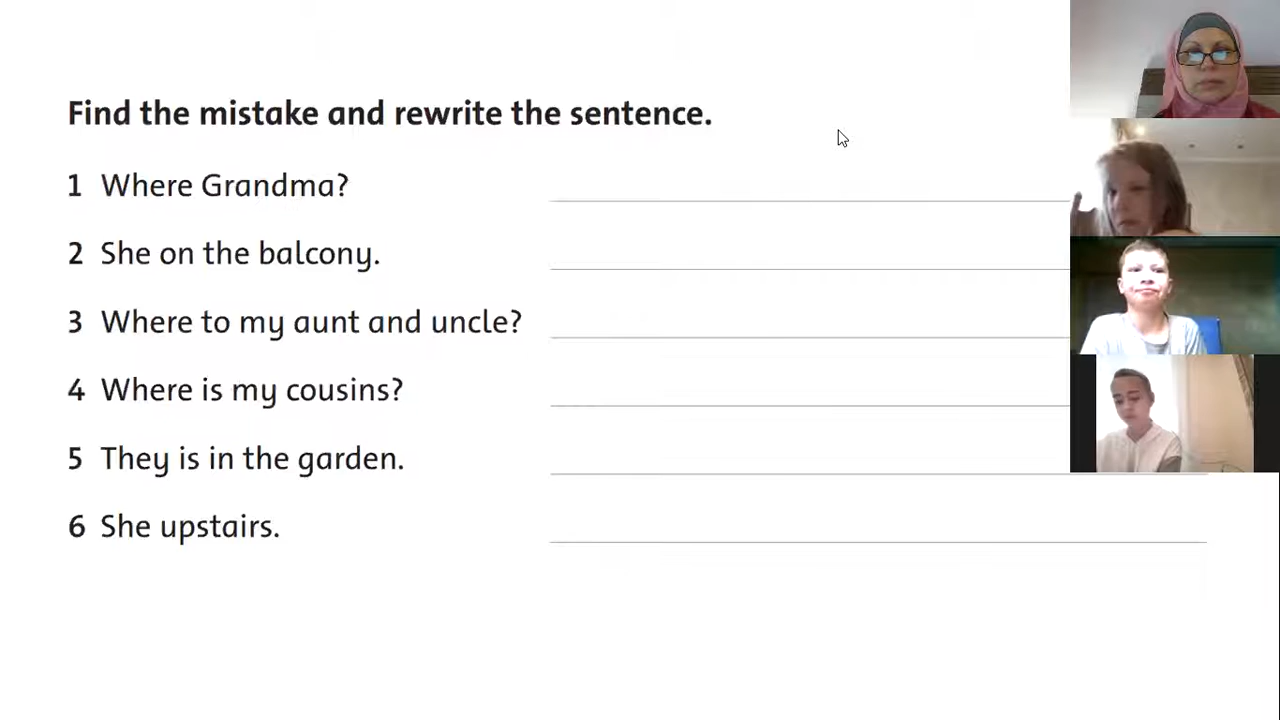 Find the mistake and rewrite the sentence.
1 Where Grandma?
2 She on the balcony.
3 Where to my aunt and uncle?
4 Where is my cousins?
5 They is in the garden.
6 She upstairs.